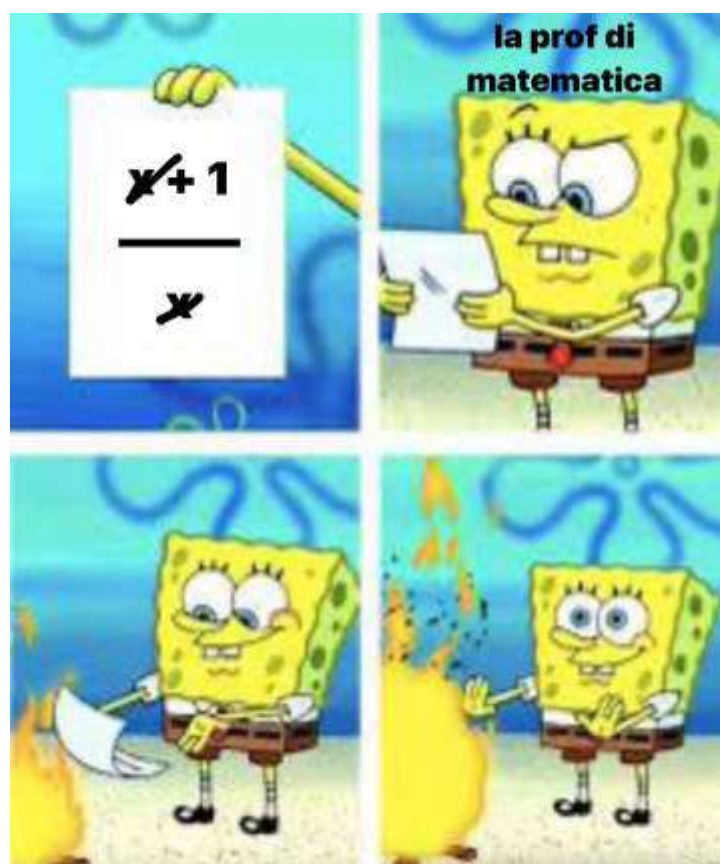 x + 1
x
la prof di
matematica